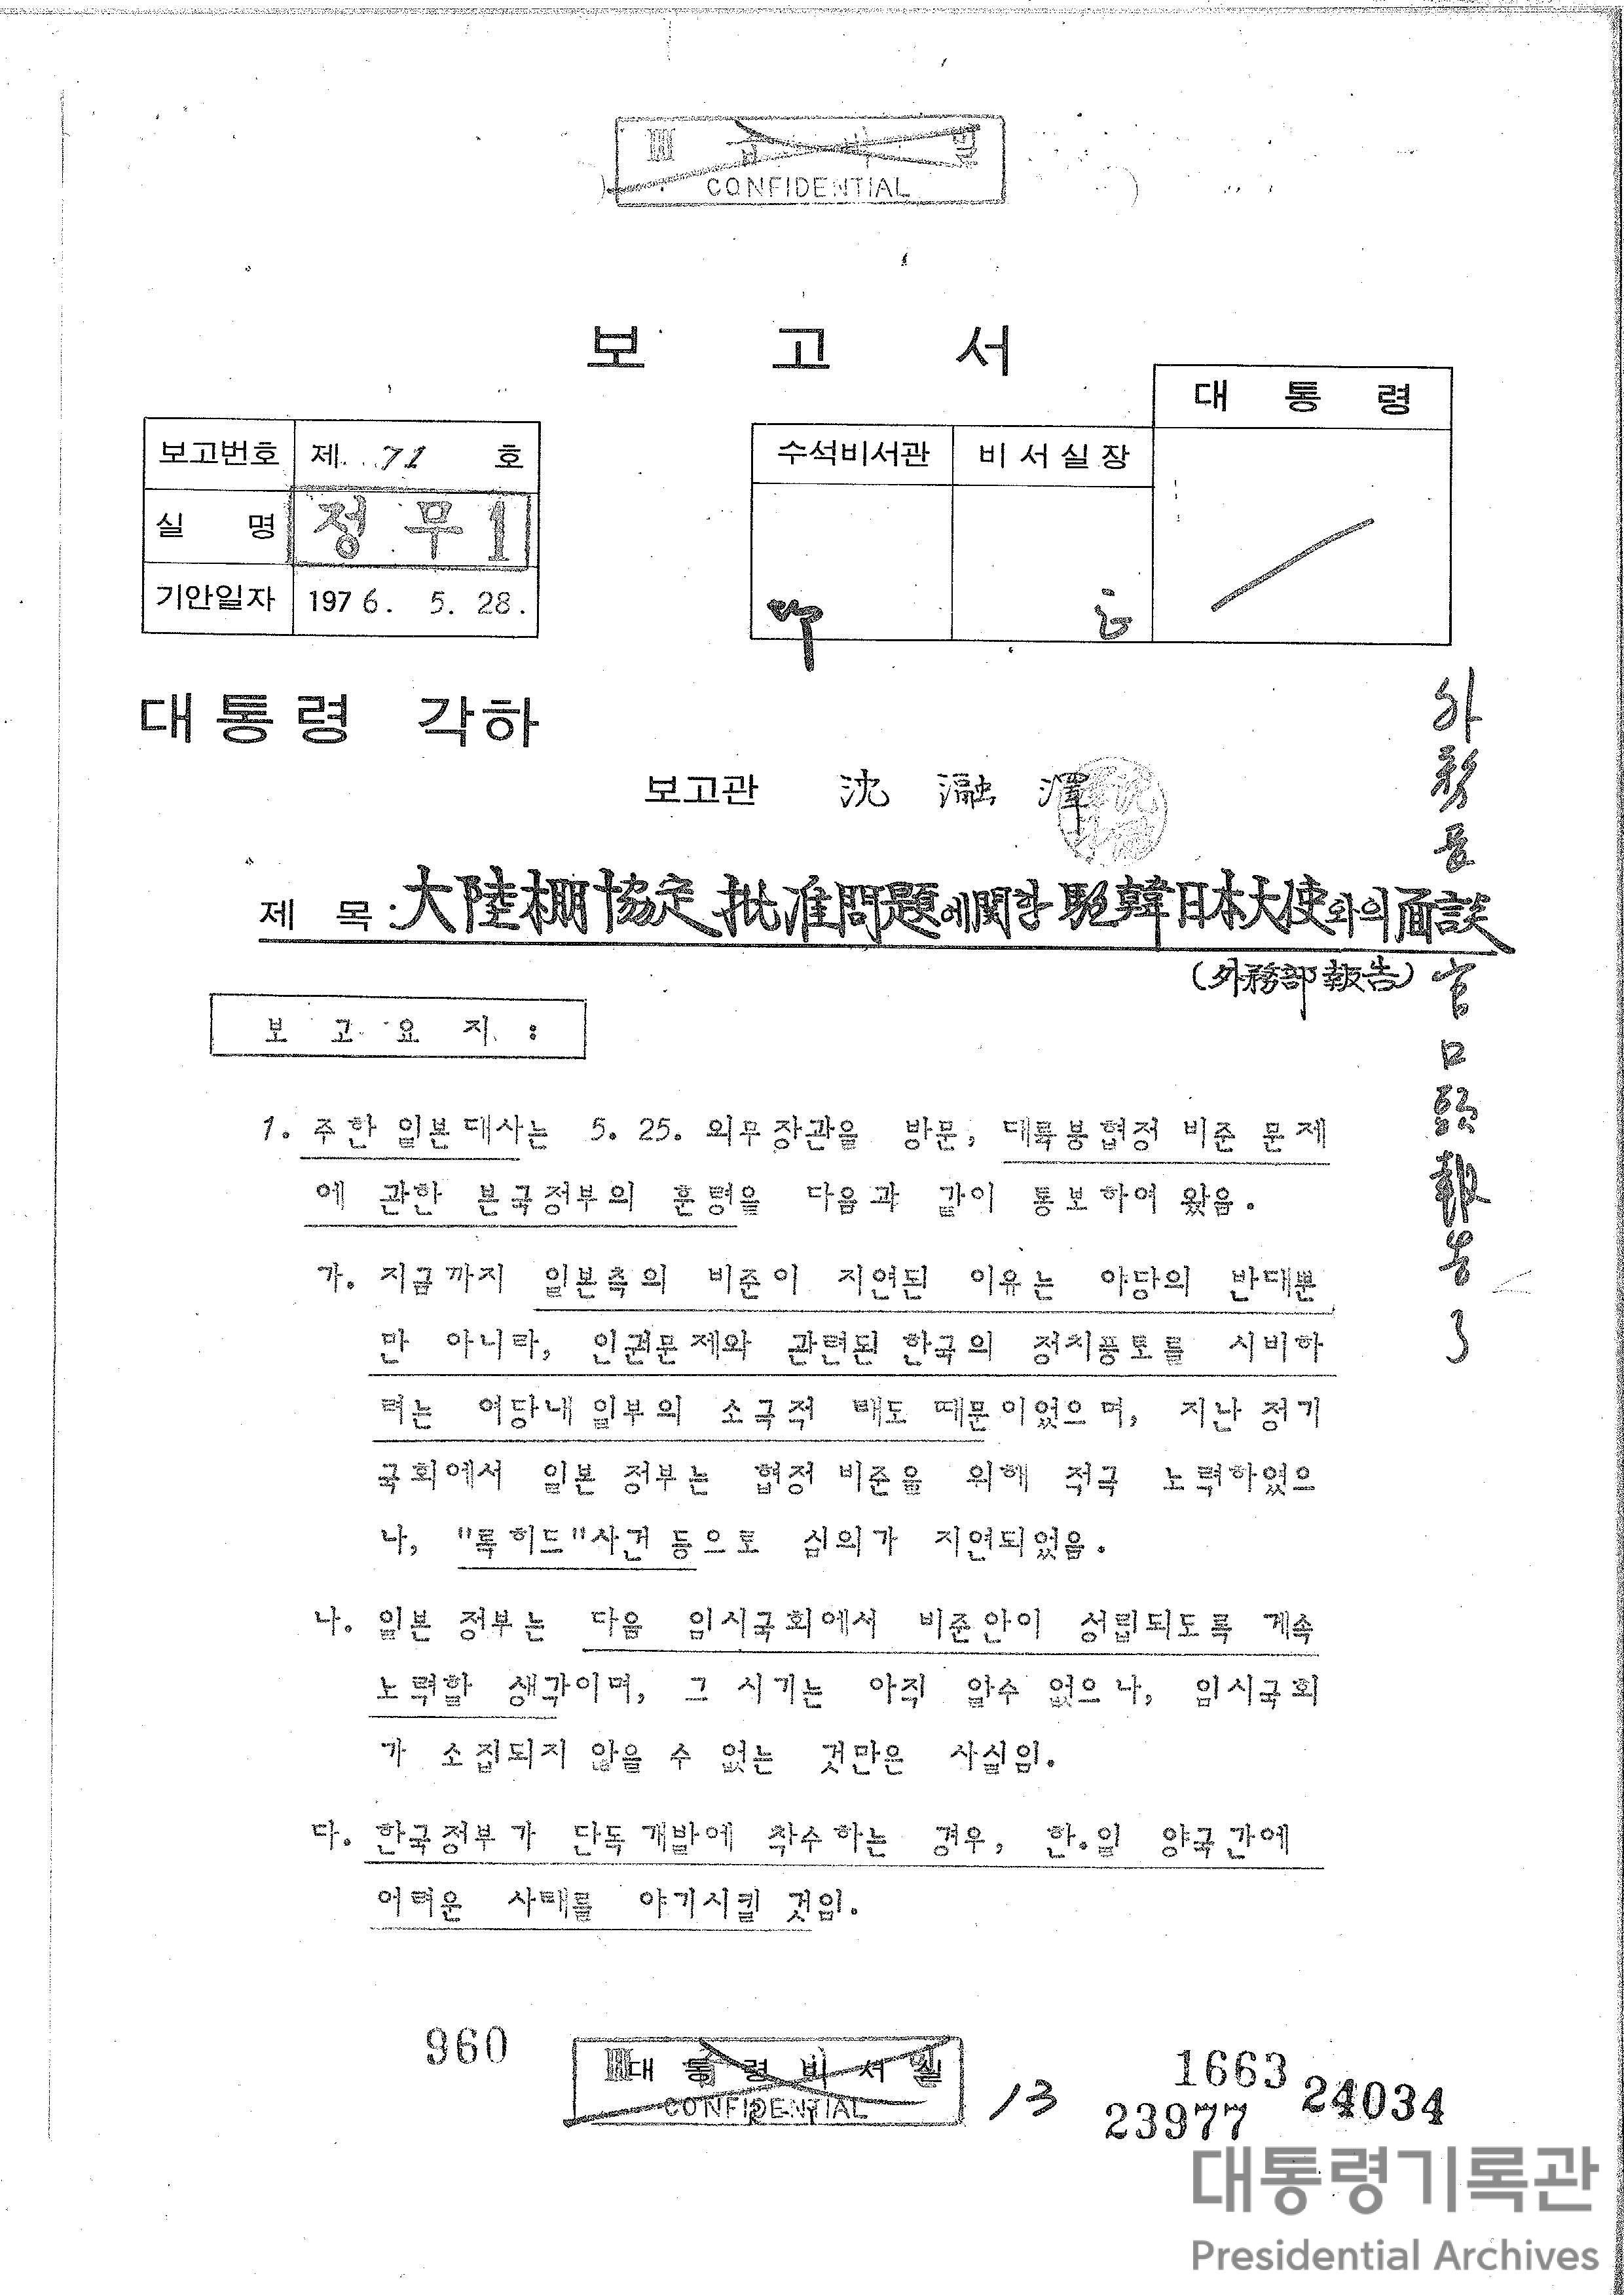 III 급 비 밀
CONFIDENTIAL
보 고 서
보고번호 제 71 호
실 명 정무1
기안일자 1976. 5. 28.
수석비서관 비서실장 대통령
대통령 각하
보고관 沈 瀜 澤
제 목 : 大陸棚協定 批准問題에關한 駐韓日本大使와의 面談
(外務部 報告)
外務長官 口頭報告了
보 고 요 지 :
1. 주한 일본대사는 5. 25. 외무장관을 방문, 대륙붕협정 비준 문제
에 관한 본국정부의 훈령을 다음과 같이 통보하여 왔음.
가. 지금까지 일본측의 비준이 지연된 이유는 야당의 반대뿐
만 아니라, 인권문제와 관련된 한국의 정치풍토를 시비하
려는 여당내 일부의 소극적 태도 때문이었으며, 지난 정기
국회에서 일본 정부는 협정 비준을 위해 적극 노력하였으
나, "록히드"사건 등으로 심의가 지연되었음.
나. 일본 정부는 다음 임시국회에서 비준안이 성립되도록 계속
노력할 생각이며, 그 시기는 아직 알수 없으나, 임시국회
가 소집되지 않을 수 없는 것만은 사실임.
다. 한국정부가 단독개발에 착수하는 경우, 한.일 양국간에
어려운 사태를 야기시킬 것임.
960
대통령비서실
CONFIDENTIAL
13
1663
23977
24034
대통령기록관
Presidential Archives